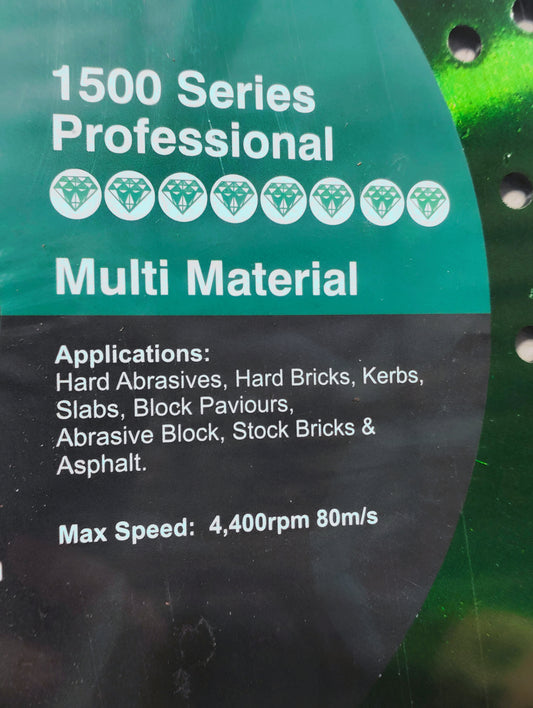 1500 Series
Professional
Multi Material
Applications:
Hard Abrasives, Hard Bricks, Kerbs,
Slabs, Block Paviours,
Abrasive Block, Stock Bricks &
Asphalt.
Max Speed: 4,400rpm 80m/s